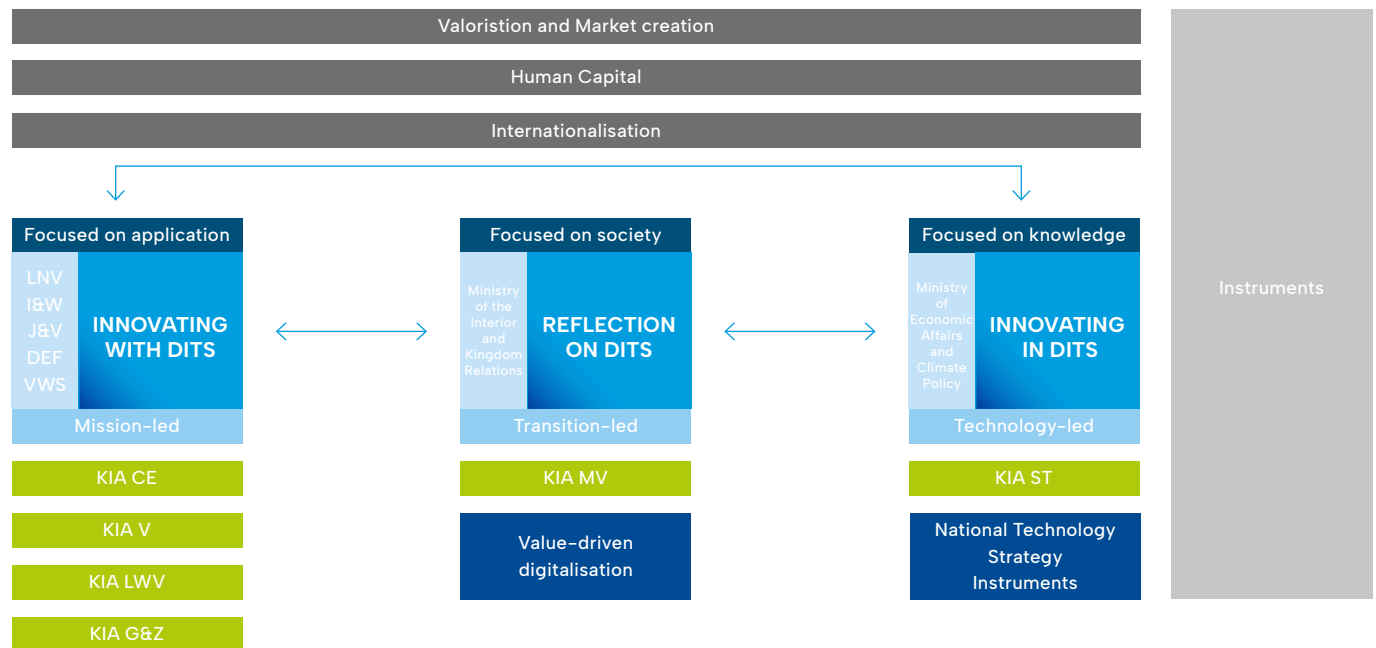 Valoristion and Market creation
Human Capital
Internationalisation
Instruments
Focused on application
LNV
I&W
J&V
DEF
VWS
INNOVATING
WITH DITS
Mission-led
KIA CE
KIA V
KIA LWV
KIA G&Z
Focused on society
Ministry
of the
Interior
and
Kingdom
Relations
REFLECTION
ON DITS
Transition-led
KIA MV
Value-driven
digitalisation
Focused on knowledge
Ministry
of
Economic
Affairs
and
Climate
Policy
INNOVATING
IN DITS
Technology-led
KIA ST
National Technology
Strategy
Instruments